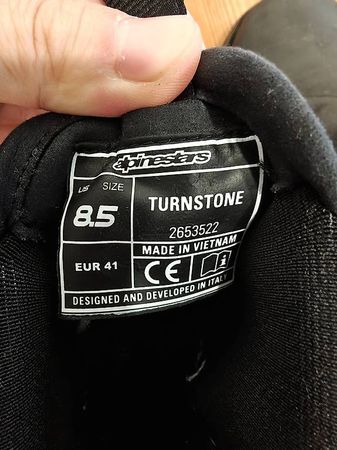 alpinestars
US SIZE
8.5
TURNSTONE
2653522
MADE IN VIETNAM
EUR 41
CE
DESIGNED AND DEVELOPED IN ITALY